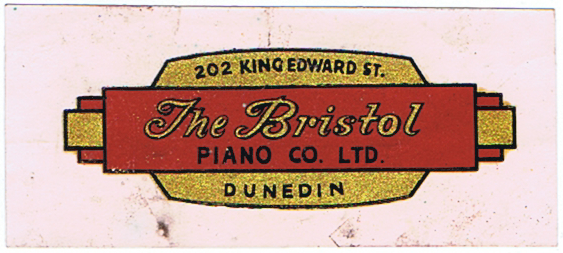 202 KING EDWARD ST.
The Bristol
PIANO CO. LTD.
DUNEDIN